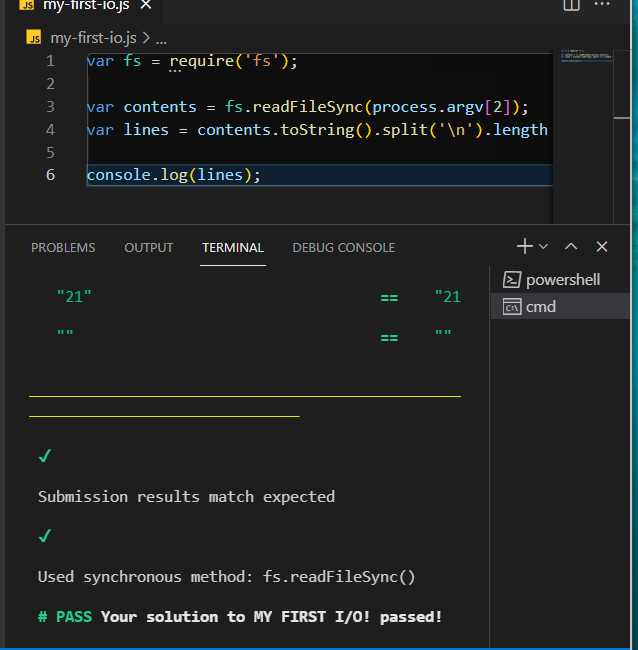 JS my-first-io.js ×
JS my-first-io.js > ...
1 var fs = require('fs');
2
3 var contents = fs.readFileSync(process.argv[2]);
4 var lines = contents.toString().split('\n').length
5
6 console.log(lines);
PROBLEMS OUTPUT TERMINAL DEBUG CONSOLE
powershell
cmd
"21" == "21
"" == ""
✓
Submission results match expected
✓
Used synchronous method: fs.readFileSync()
# PASS Your solution to MY FIRST I/O! passed!